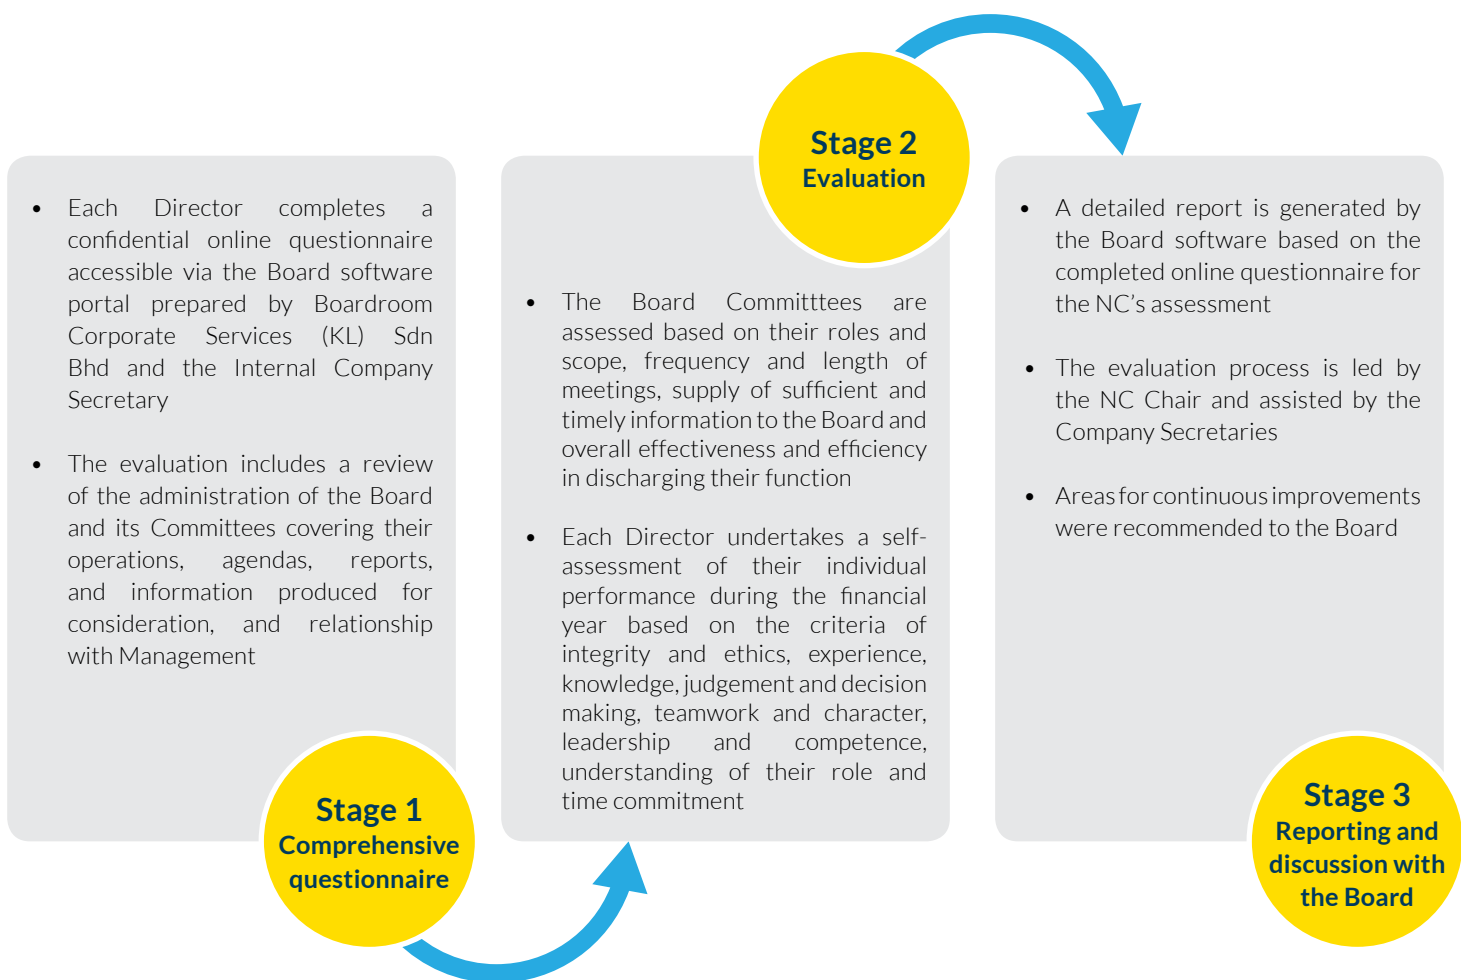 • Each Director completes a
confidential online questionnaire
accessible via the Board software
portal prepared by Boardroom
Corporate Services (KL) Sdn
Bhd and the Internal Company
Secretary
• The evaluation includes a review
of the administration of the Board
and its Committees covering their
operations, agendas, reports,
and information produced for
consideration, and relationship
with Management
Stage 1
Comprehensive
questionnaire
Stage 2
Evaluation
• The Board Committtees are
assessed based on their roles and
scope, frequency and length of
meetings, supply of sufficient and
timely information to the Board and
overall effectiveness and efficiency
in discharging their function
• Each Director undertakes a self-
assessment of their individual
performance during the financial
year based on the criteria of
integrity and ethics, experience,
knowledge, judgement and decision
making, teamwork and character,
leadership and competence,
understanding of their role and
time commitment
• A detailed report is generated by
the Board software based on the
completed online questionnaire for
the NC’s assessment
• The evaluation process is led by
the NC Chair and assisted by the
Company Secretaries
• Areas for continuous improvements
were recommended to the Board
Stage 3
Reporting and
discussion with
the Board